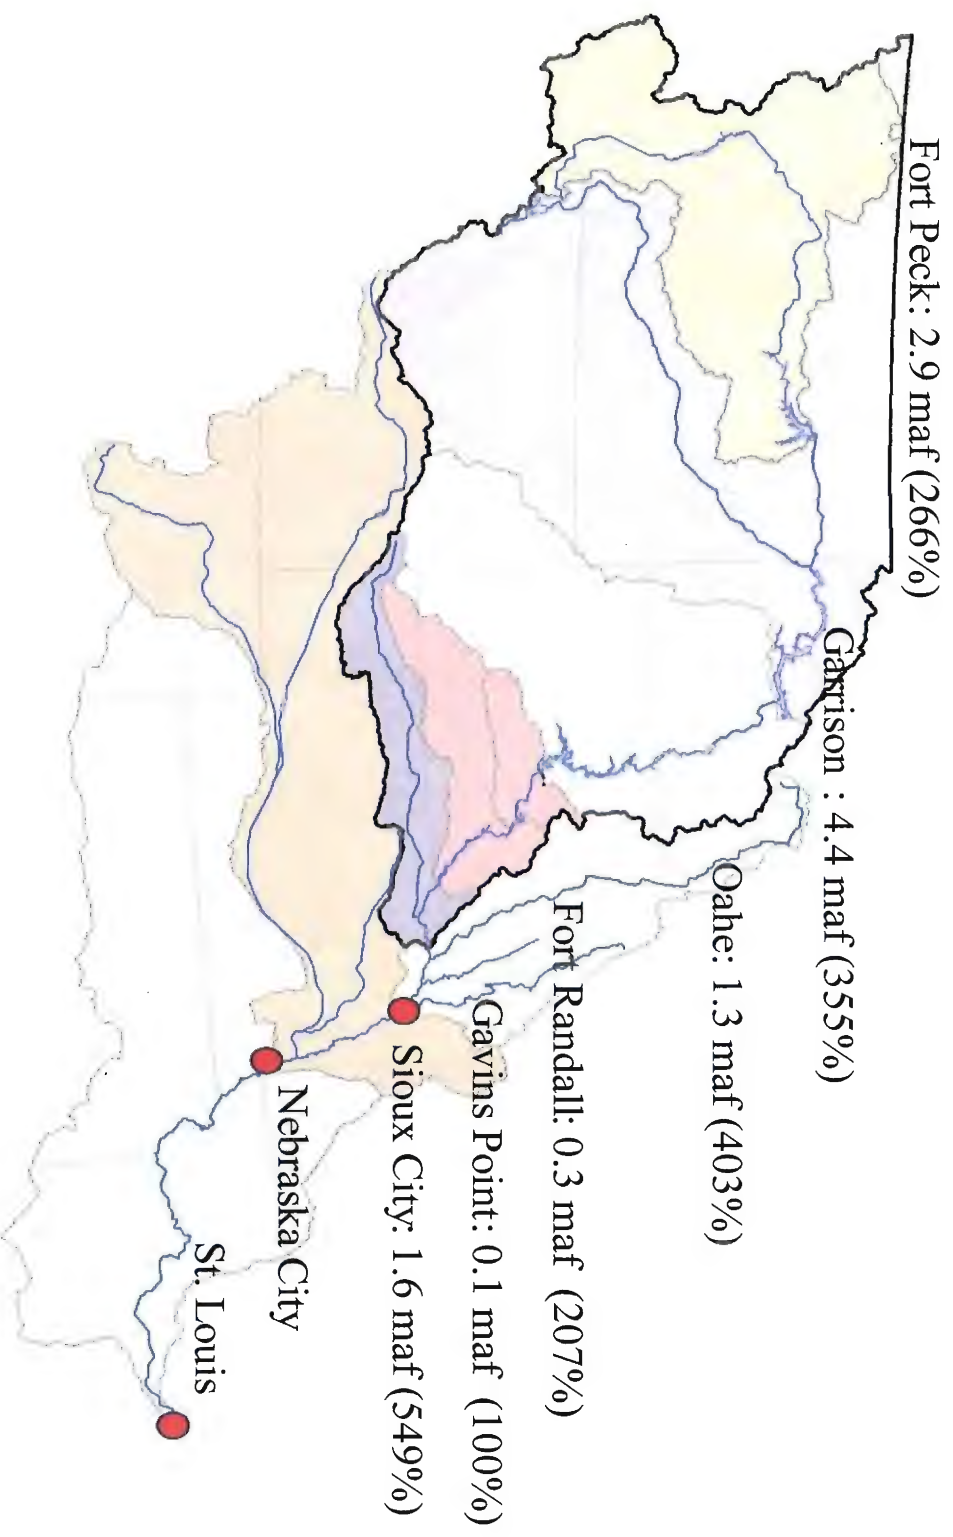 Fort Peck: 2.9 maf (266%)
Garrison : 4.4 maf (355%)
Oahe: 1.3 maf (403%)
Fort Randall: 0.3 maf (207%)
Gavins Point: 0.1 maf (100%)
Sioux City: 1.6 maf (549%)
Nebraska City
St. Louis